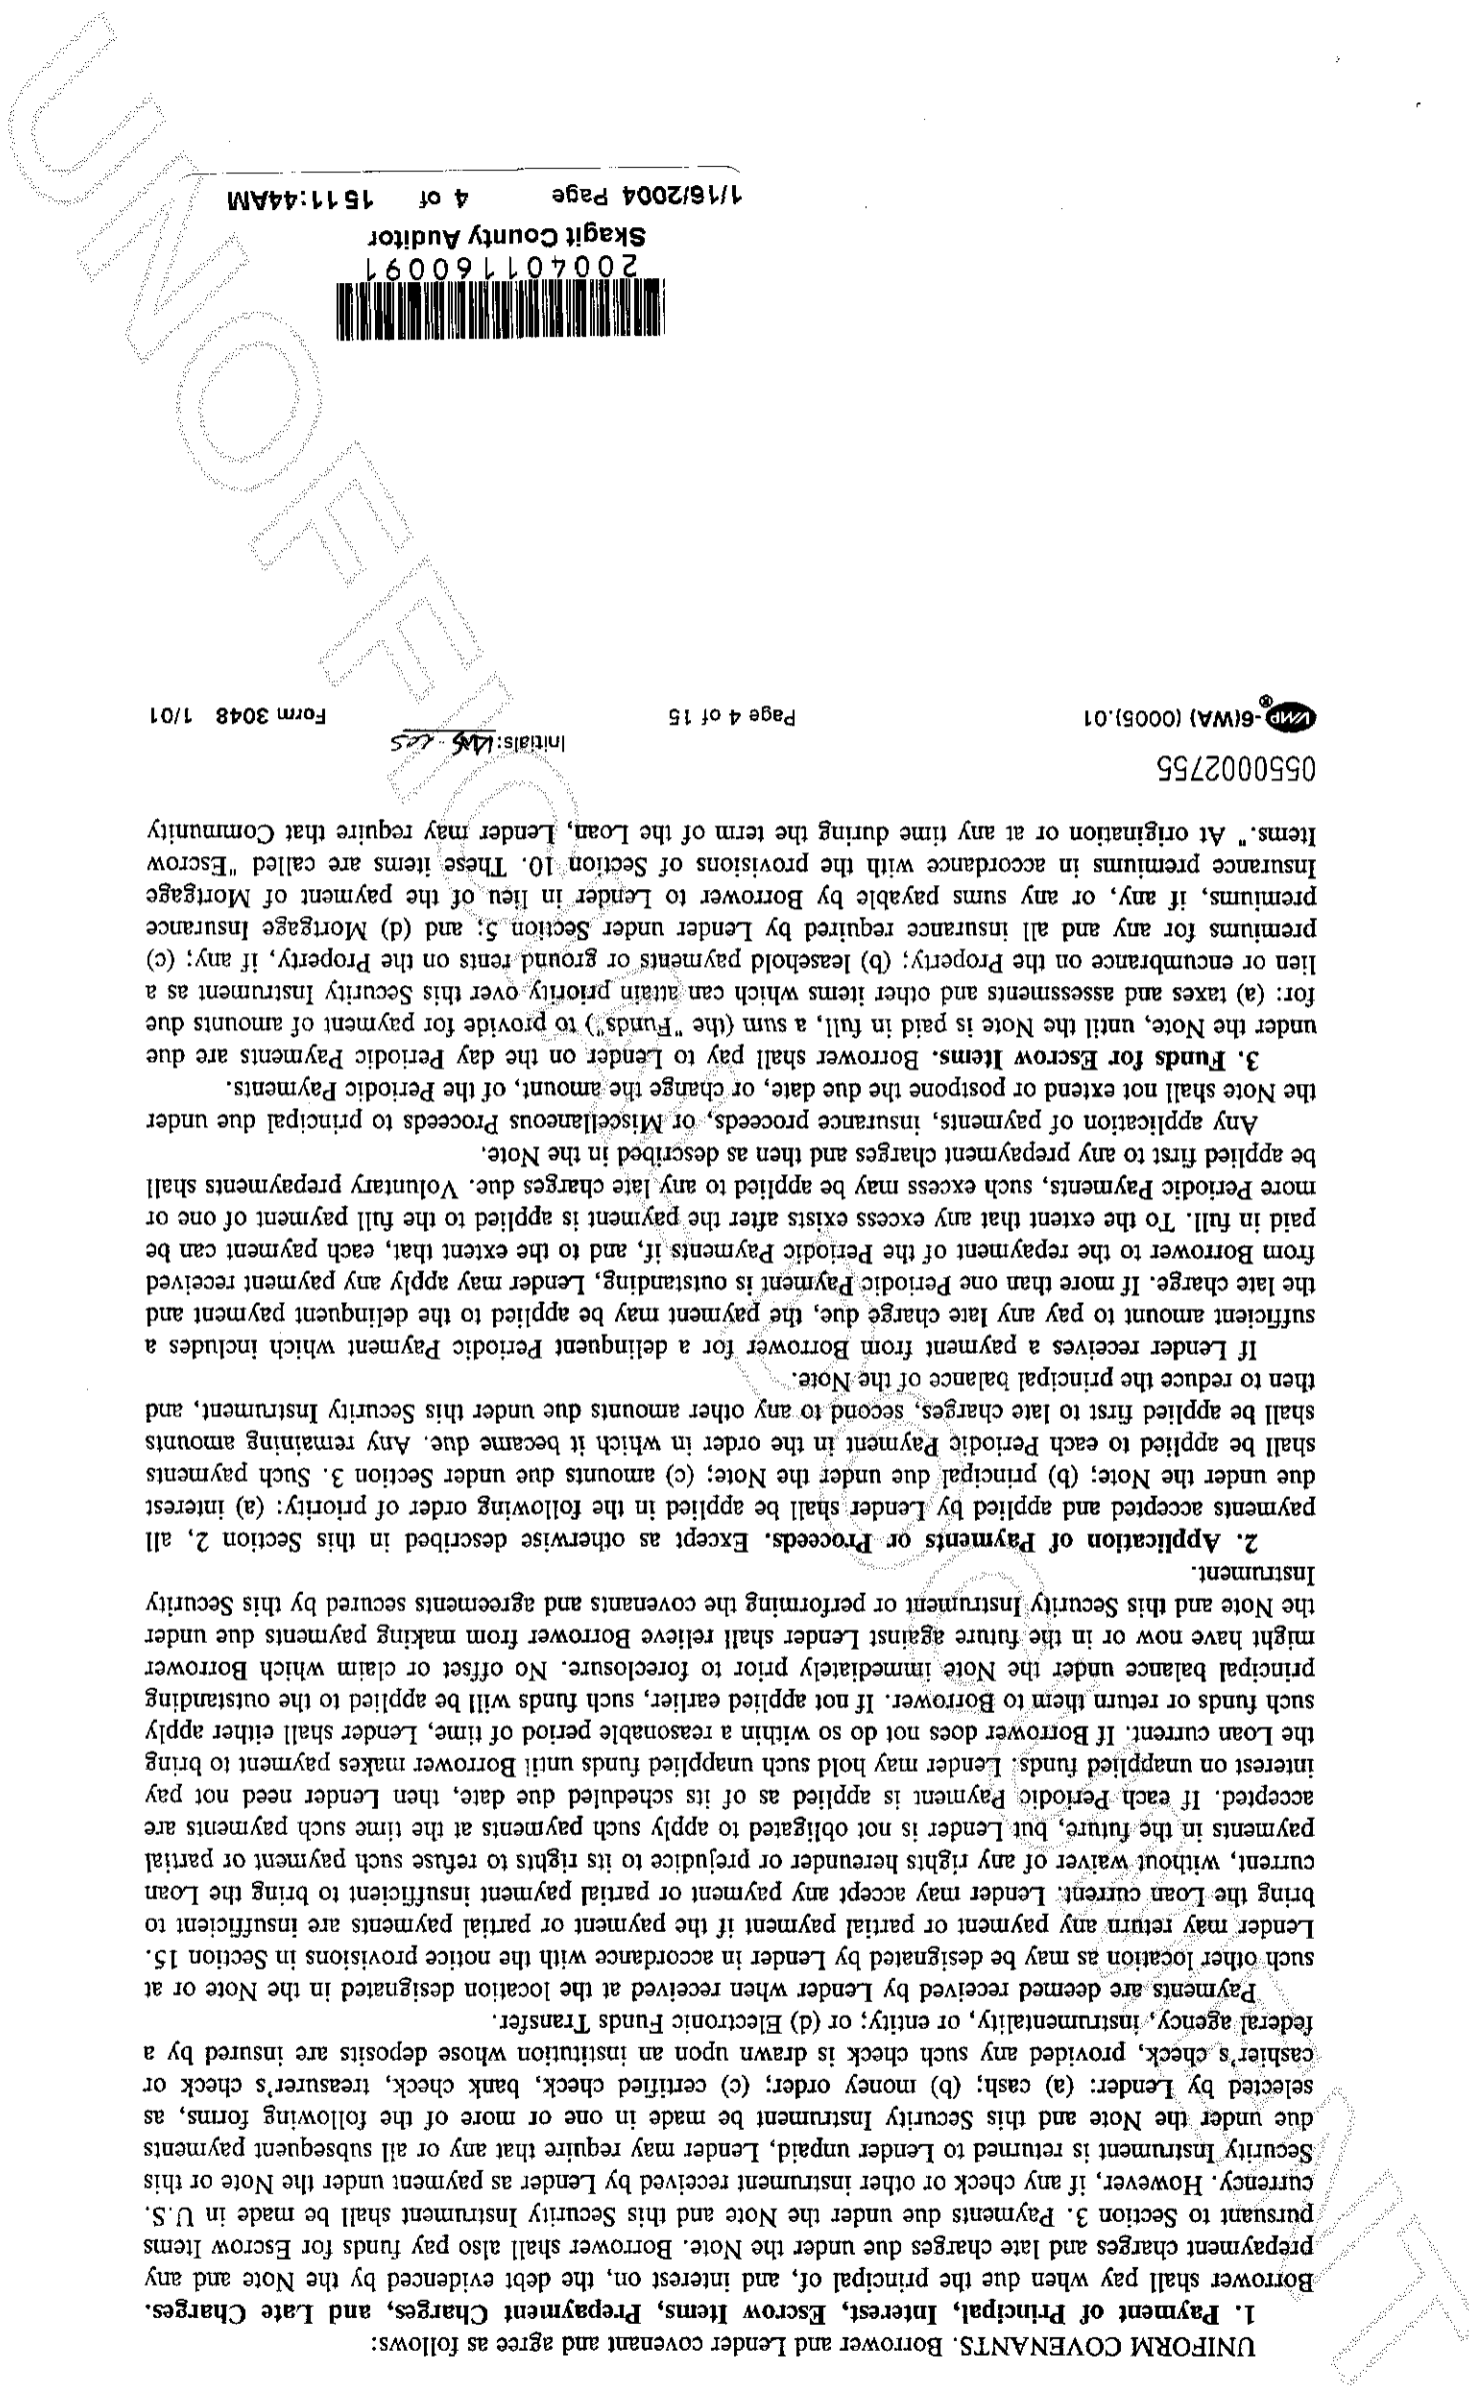 UNIFORM COVENANTS. Borrower and Lender covenant and agree as follows:
1. Payment of Principal, Interest, Escrow Items, Prepayment Charges, and Late Charges.
Borrower shall pay when due the principal of, and interest on, the debt evidenced by the Note and any
prepayment charges and late charges due under the Note. Borrower shall also pay funds for Escrow Items
pursuant to Section 3. Payments due under the Note and this Security Instrument shall be made in U.S.
currency. However, if any check or other instrument received by Lender as payment under the Note or this
Security Instrument is returned to Lender unpaid, Lender may require that any or all subsequent payments
due under the Note and this Security Instrument be made in one or more of the following forms, as
selected by Lender: (a) cash; (b) money order; (c) certified check, bank check, treasurer's check or
cashier's check, provided any such check is drawn upon an institution whose deposits are insured by a
federal agency, instrumentality, or entity; or (d) Electronic Funds Transfer.
Payments are deemed received by Lender when received at the location designated in the Note or at
such other location as may be designated by Lender in accordance with the notice provisions in Section 15.
Lender may return any payment or partial payment if the payment or partial payments are insufficient to
bring the Loan current. Lender may accept any payment or partial payment insufficient to bring the Loan
current, without waiver of any rights hereunder or prejudice to its rights to refuse such payment or partial
payments in the future, but Lender is not obligated to apply such payments at the time such payments are
accepted. If each Periodic Payment is applied as of its scheduled due date, then Lender need not pay
interest on unapplied funds. Lender may hold such unapplied funds until Borrower makes payment to bring
the Loan current. If Borrower does not do so within a reasonable period of time, Lender shall either apply
such funds or return them to Borrower. If not applied earlier, such funds will be applied to the outstanding
principal balance under the Note immediately prior to foreclosure. No offset or claim which Borrower
might have now or in the future against Lender shall relieve Borrower from making payments due under
the Note and this Security Instrument or performing the covenants and agreements secured by this Security
Instrument.
2. Application of Payments or Proceeds. Except as otherwise described in this Section 2, all
payments accepted and applied by Lender shall be applied in the following order of priority: (a) interest
due under the Note; (b) principal due under the Note; (c) amounts due under Section 3. Such payments
shall be applied to each Periodic Payment in the order in which it became due. Any remaining amounts
shall be applied first to late charges, second to any other amounts due under this Security Instrument, and
then to reduce the principal balance of the Note.
If Lender receives a payment from Borrower for a delinquent Periodic Payment which includes a
sufficient amount to pay any late charge due, the payment may be applied to the delinquent payment and
the late charge. If more than one Periodic Payment is outstanding, Lender may apply any payment received
from Borrower to the repayment of the Periodic Payments if, and to the extent that, each payment can be
paid in full. To the extent that any excess exists after the payment is applied to the full payment of one or
more Periodic Payments, such excess may be applied to any late charges due. Voluntary prepayments shall
be applied first to any prepayment charges and then as described in the Note.
Any application of payments, insurance proceeds, or Miscellaneous Proceeds to principal due under
the Note shall not extend or postpone the due date, or change the amount, of the Periodic Payments.
3. Funds for Escrow Items. Borrower shall pay to Lender on the day Periodic Payments are due
under the Note, until the Note is paid in full, a sum (the "Funds") to provide for payment of amounts due
for: (a) taxes and assessments and other items which can attain priority over this Security Instrument as a
lien or encumbrance on the Property; (b) leasehold payments or ground rents on the Property, if any; (c)
premiums for any and all insurance required by Lender under Section 5; and (d) Mortgage Insurance
premiums, if any, or any sums payable by Borrower to Lender in lieu of the payment of Mortgage
Insurance premiums in accordance with the provisions of Section 10. These items are called "Escrow
Items." At origination or at any time during the term of the Loan, Lender may require that Community
0550002755
Initials:
VMP®-6(WA) (0005).01 Page 4 of 15 Form 3048 1/01
200401160091
Skagit County Auditor
1/16/2004 Page 4 of 15 11:44AM
UNOFFICIAL DOCUMENT